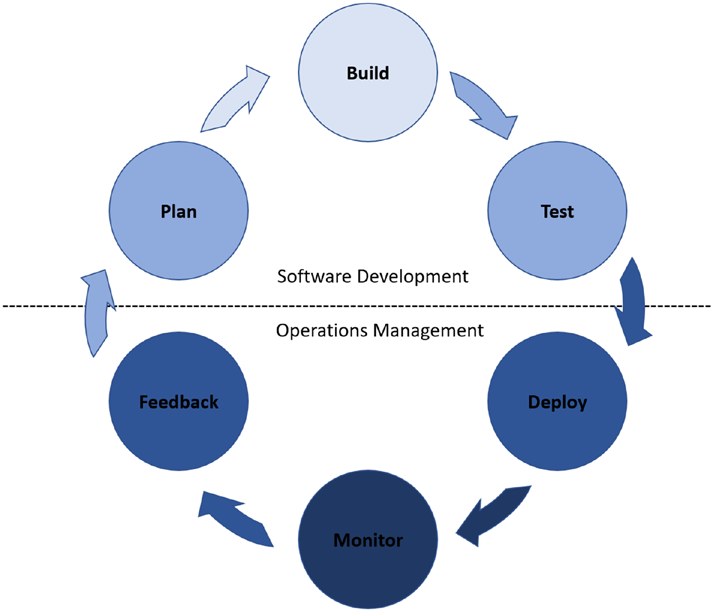 Build
Plan
Test
Software Development
Operations Management
Feedback
Deploy
Monitor